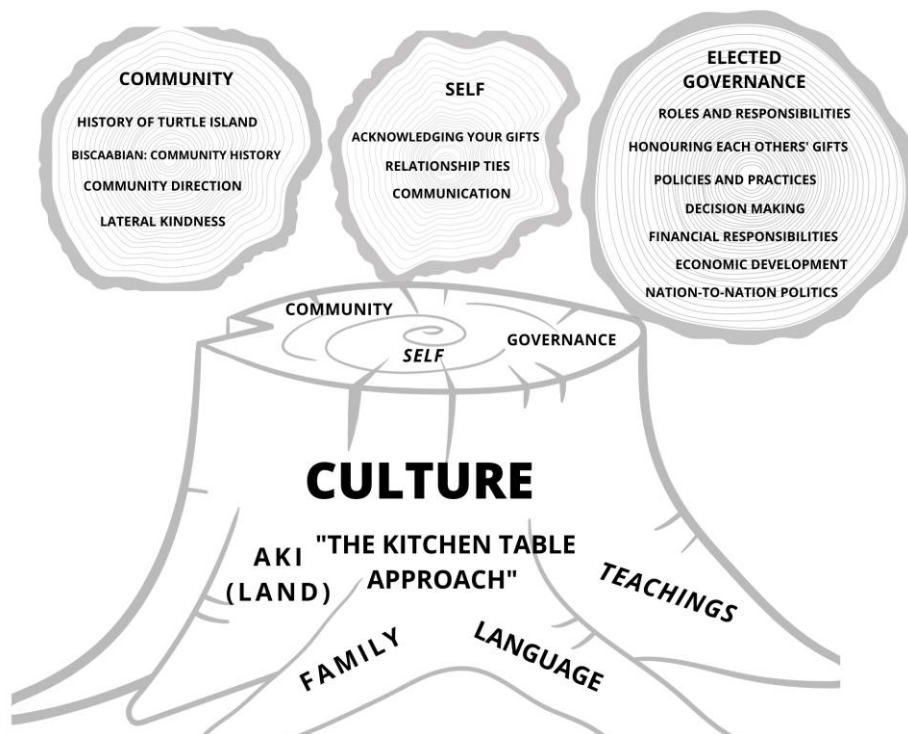 COMMUNITY
HISTORY OF TURTLE ISLAND
BISCAABIAN: COMMUNITY HISTORY
COMMUNITY DIRECTION
LATERAL KINDNESS
SELF
ACKNOWLEDGING YOUR GIFTS
RELATIONSHIP TIES
COMMUNICATION
ELECTED
GOVERNANCE
ROLES AND RESPONSIBILITIES
HONOURING EACH OTHERS' GIFTS
POLICIES AND PRACTICES
DECISION MAKING
FINANCIAL RESPONSIBILITIES
ECONOMIC DEVELOPMENT
NATION-TO-NATION POLITICS
COMMUNITY
SELF
GOVERNANCE
CULTURE
"THE KITCHEN TABLE
APPROACH"
AKI
(LAND)
FAMILY
LANGUAGE
TEACHINGS